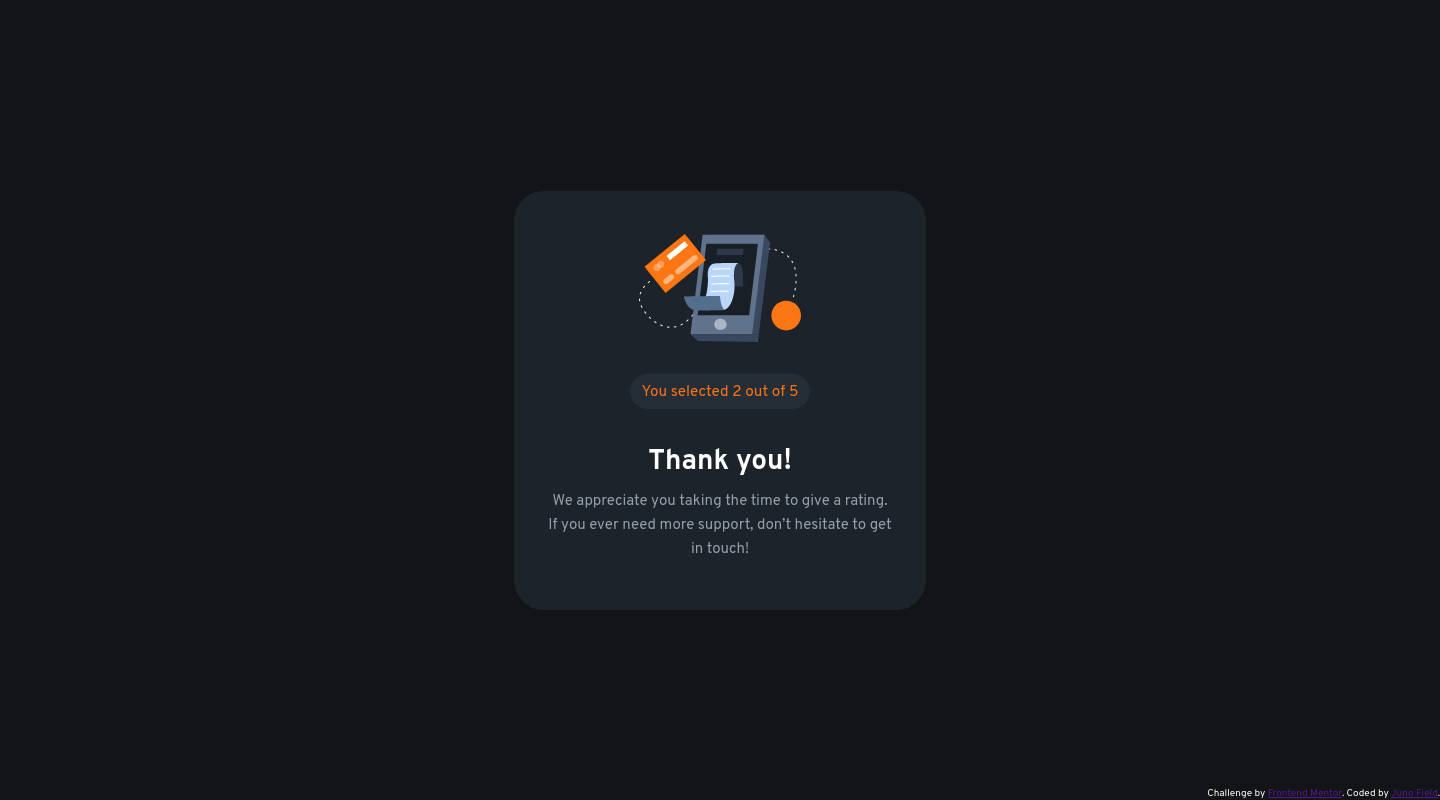 You selected 2 out of 5
Thank you!
We appreciate you taking the time to give a rating.
If you ever need more support, don’t hesitate to get
in touch!
Challenge by Frontend Mentor. Coded by Juno Field.